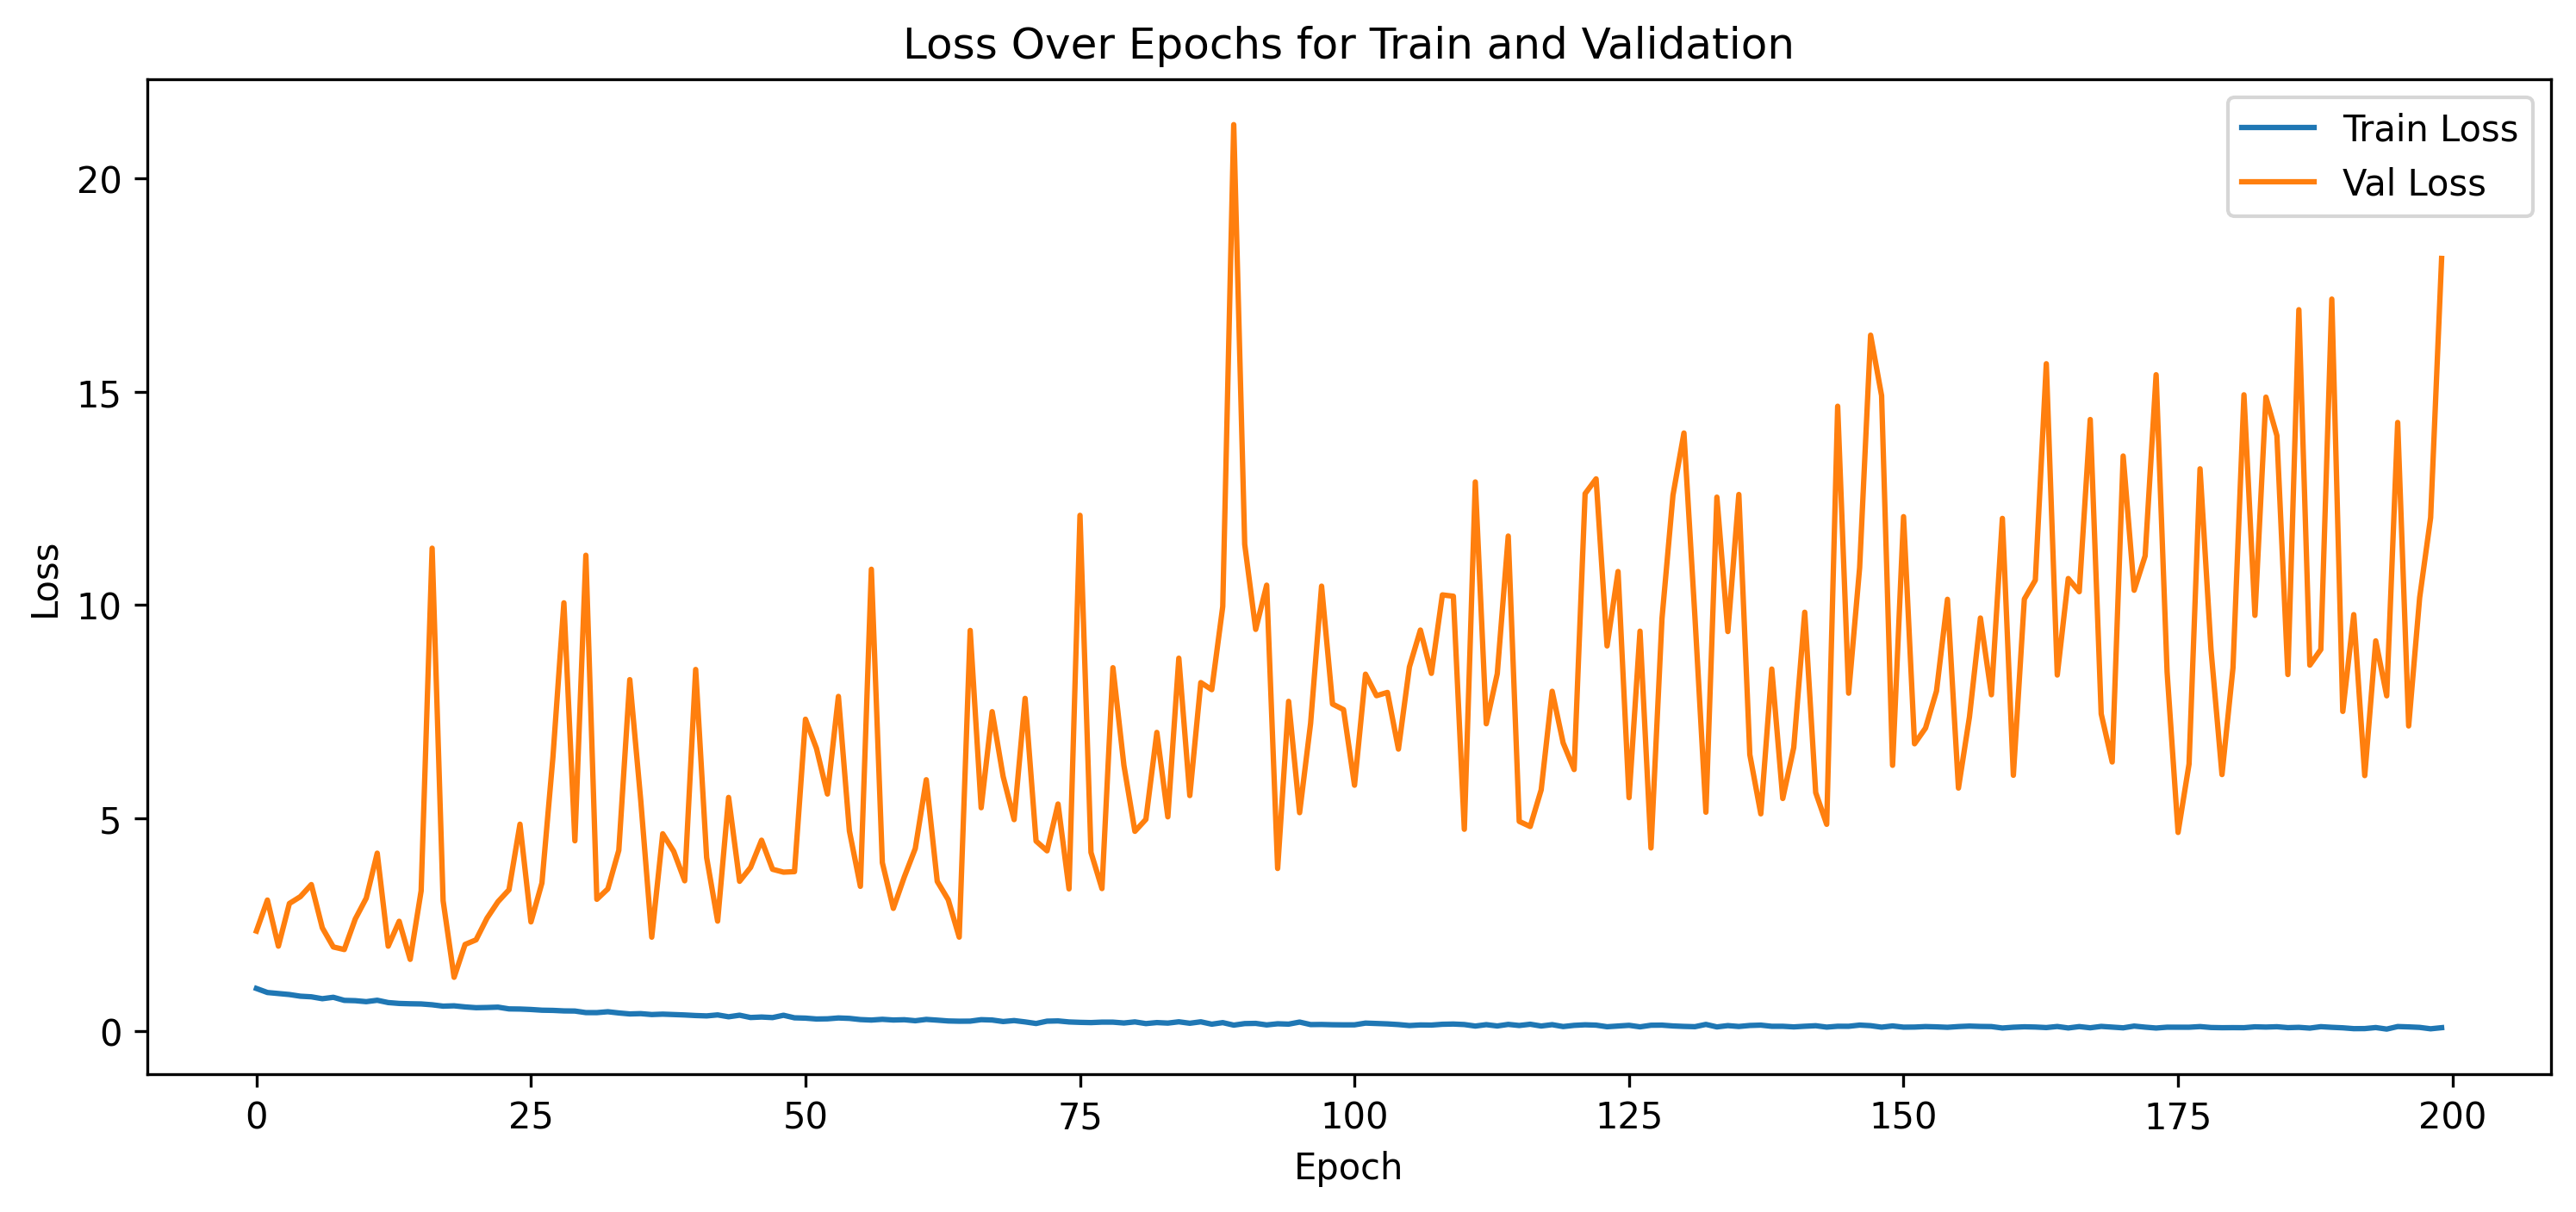 Loss Over Epochs for Train and Validation
Train Loss
Val Loss
20
15
10
5
0
Loss
0 25 50 75 100 125 150 175 200
Epoch